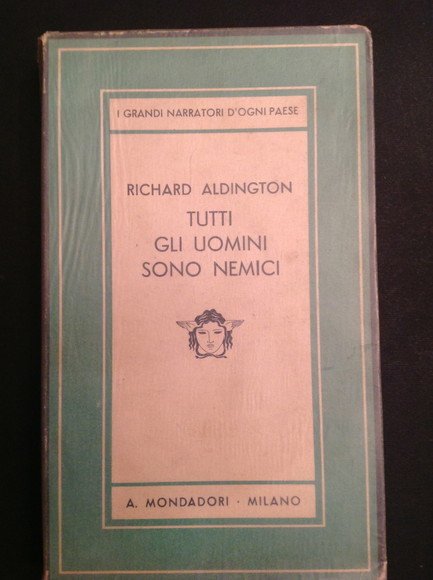 I GRANDI NARRATORI D'OGNI PAESE
RICHARD ALDINGTON
TUTTI
GLI UOMINI
SONO NEMICI
A. MONDADORI · MILANO